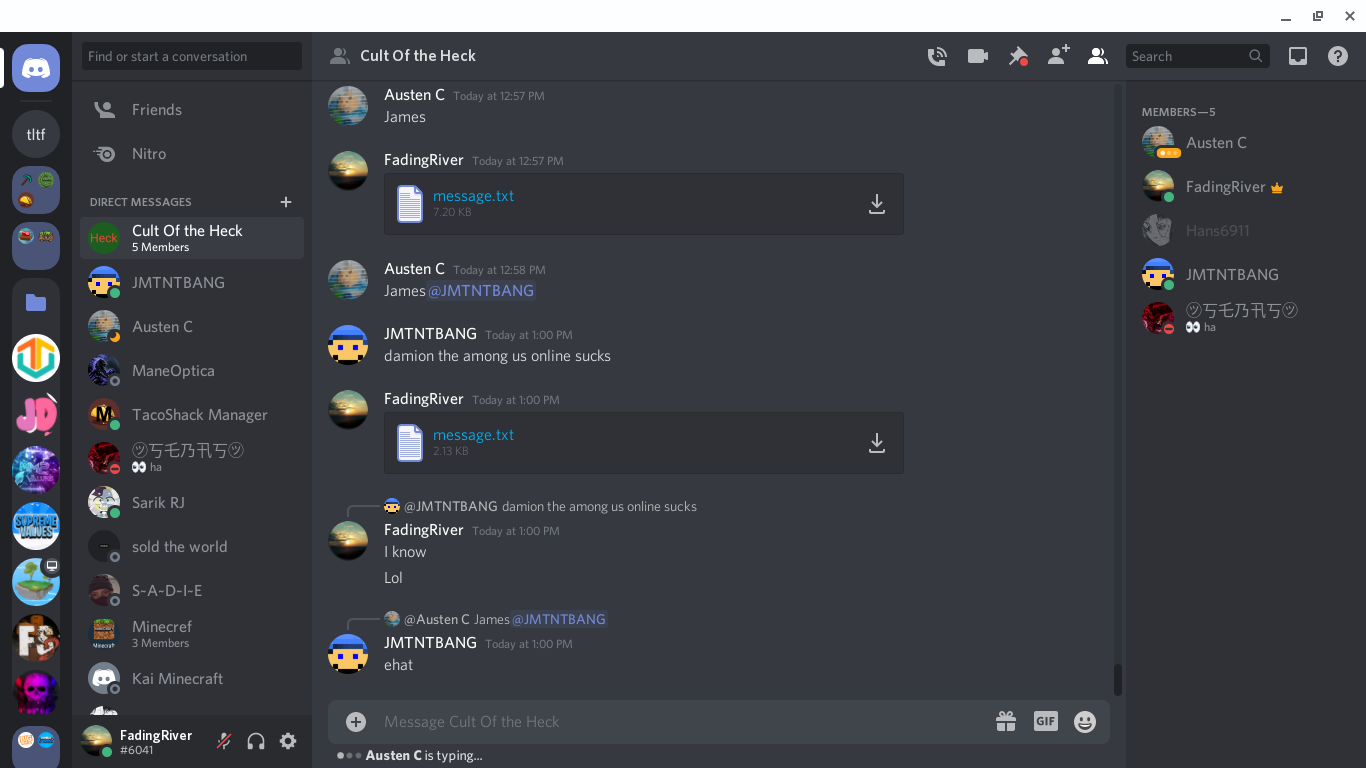 Find or start a conversation
Friends
Nitro
DIRECT MESSAGES
Heck
Cult Of the Heck
5 Members
JMTNTBANG
Austen C
ManeOptica
TacoShack Manager
㋡丂乇乃卂丂㋡
👀 ha
Sarik RJ
sold the world
S-A-D-I-E
Minecref
3 Members
Kai Minecraft
FadingRiver
#6041
tltf
JD
SUPREME VALUES
Cult Of the Heck
Search
Austen C Today at 12:57 PM
James
FadingRiver Today at 12:57 PM
message.txt
7.20 KB
Austen C Today at 12:58 PM
James @JMTNTBANG
JMTNTBANG Today at 1:00 PM
damion the among us online sucks
FadingRiver Today at 1:00 PM
message.txt
2.13 KB
@JMTNTBANG damion the among us online sucks
FadingRiver Today at 1:00 PM
I know
Lol
@Austen C James @JMTNTBANG
JMTNTBANG Today at 1:00 PM
ehat
Message Cult Of the Heck
GIF
Austen C is typing...
MEMBERS—5
Austen C
FadingRiver
Hans6911
JMTNTBANG
㋡丂乇乃卂丂㋡
👀 ha